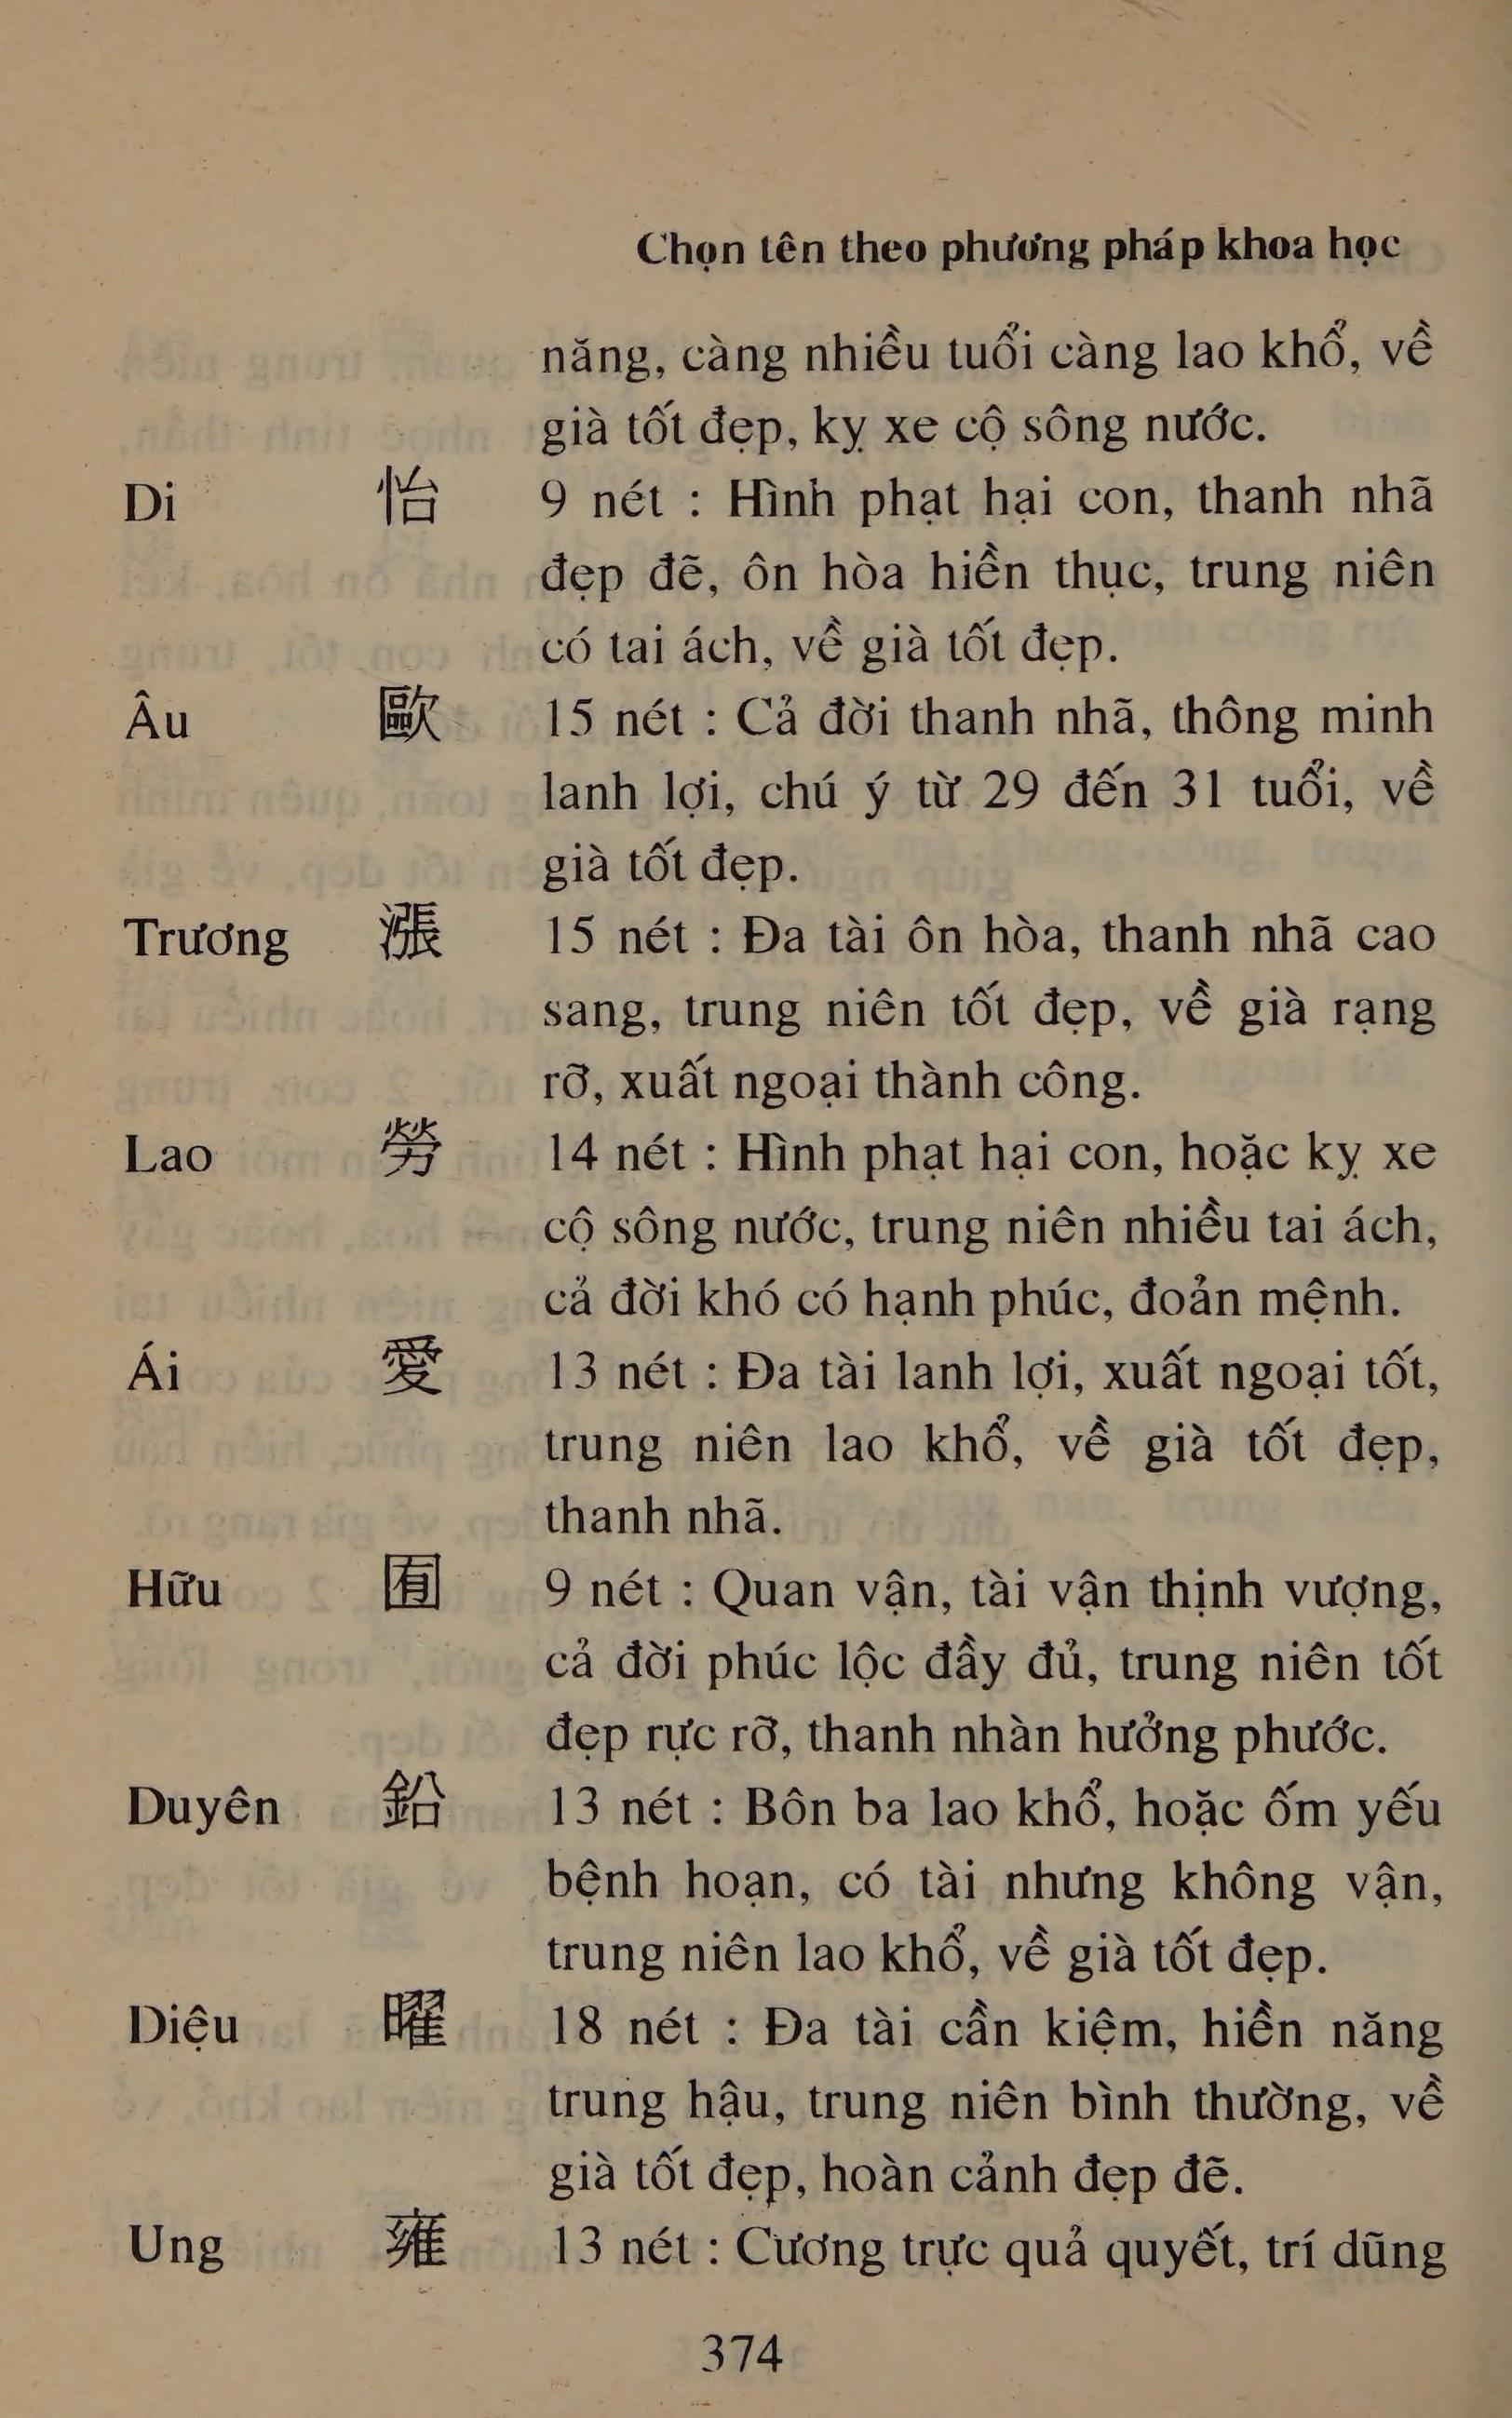 Chọn tên theo phương pháp khoa học
năng, càng nhiều tuổi càng lao khổ, về
già tốt đẹp, kỵ xe cộ sông nước.
Di 怡 9 nét : Hình phạt hại con, thanh nhã
đẹp đẽ, ôn hòa hiền thục, trung niên
có tai ách, về già tốt đẹp.
Âu 歐 15 nét : Cả đời thanh nhã, thông minh
lanh lợi, chú ý từ 29 đến 31 tuổi, về
già tốt đẹp.
Trương 漲 15 nét : Đa tài ôn hòa, thanh nhã cao
sang, trung niên tốt đẹp, về già rạng
rỡ, xuất ngoại thành công.
Lao 勞 14 nét : Hình phạt hại con, hoặc kỵ xe
cộ sông nước, trung niên nhiều tai ách,
cả đời khó có hạnh phúc, đoản mệnh.
Ái 愛 13 nét : Đa tài lanh lợi, xuất ngoại tốt,
trung niên lao khổ, về già tốt đẹp,
thanh nhã.
Hữu 囿 9 nét : Quan vận, tài vận thịnh vượng,
cả đời phúc lộc đầy đủ, trung niên tốt
đẹp rực rỡ, thanh nhàn hưởng phước.
Duyên 鉛 13 nét : Bôn ba lao khổ, hoặc ốm yếu
bệnh hoạn, có tài nhưng không vận,
trung niên lao khổ, về già tốt đẹp.
Diệu 曜 18 nét : Đa tài cần kiệm, hiền năng
trung hậu, trung niên bình thường, về
già tốt đẹp, hoàn cảnh đẹp đẽ.
Ung 雍 13 nét : Cương trực quả quyết, trí dũng
374